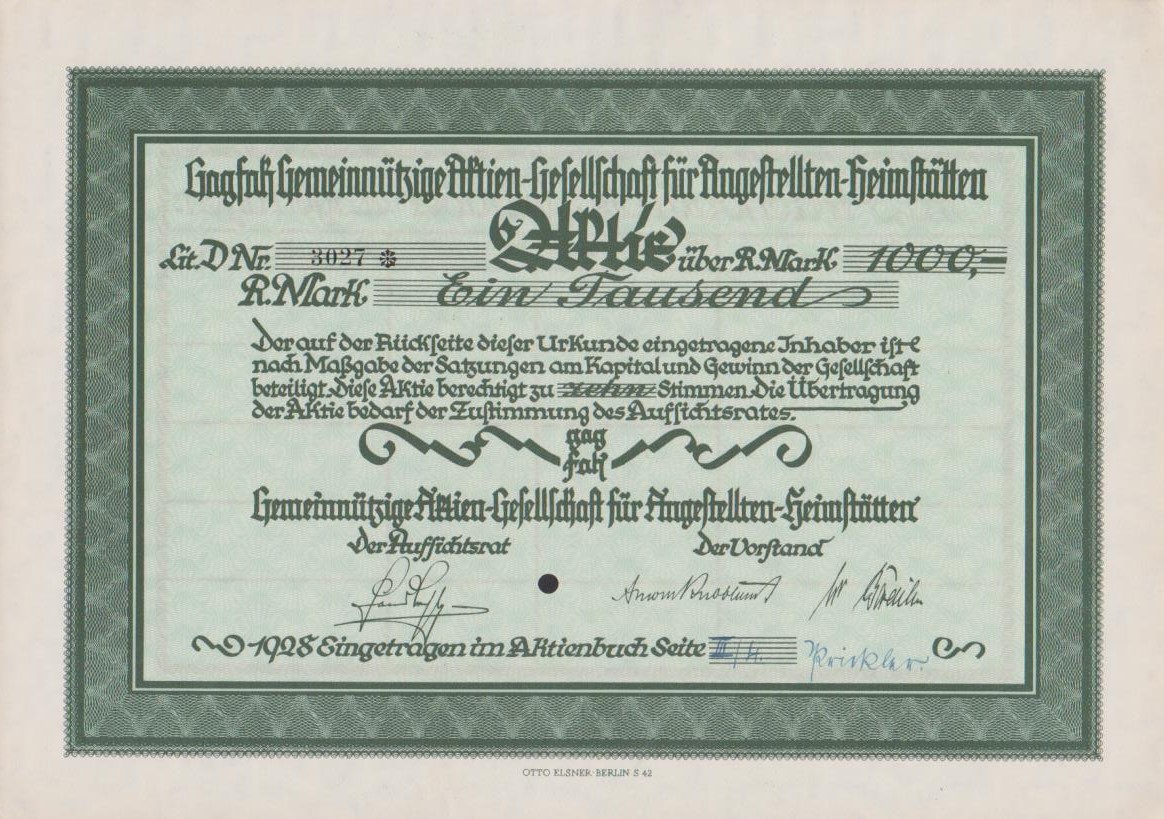 Gagfah Gemeinnützige Aktien-Gesellschaft für Angestellten-Heimstätten
Aktie
Lit. D Nr. 3027 * über R. Mark 1000,-
R. Mark Ein Tausend
Der auf der Rückseite dieser Urkunde eingetragene Inhaber ist
nach Maßgabe der Satzungen am Kapital und Gewinn der Gesellschaft
beteiligt. Diese Aktie berechtigt zu zehn Stimmen. Die Übertragung
der Aktie bedarf der Zustimmung des Aufsichtsrates.
gag
fah
Gemeinnützige Aktien-Gesellschaft für Angestellten-Heimstätten
Der Aufsichtsrat Der Vorstand
1928 Eingetragen im Aktienbuch Seite III/4. Krickler.
OTTO ELSNER·BERLIN S 42